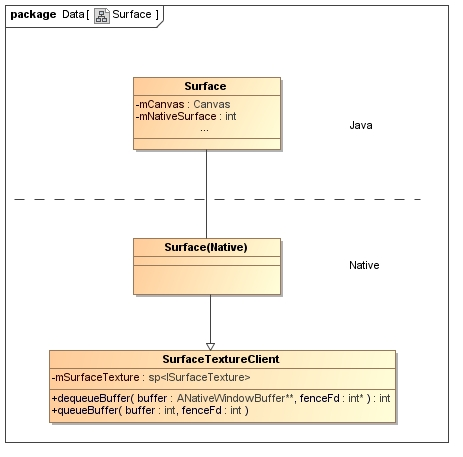 package Data[ Surface ]
Surface
-mCanvas : Canvas
-mNativeSurface : int
...
Java
Surface(Native)
Native
SurfaceTextureClient
-mSurfaceTexture : sp<ISurfaceTexture>
+dequeueBuffer( buffer : ANativeWindowBuffer**, fenceFd : int* ) : int
+queueBuffer( buffer : int, fenceFd : int )